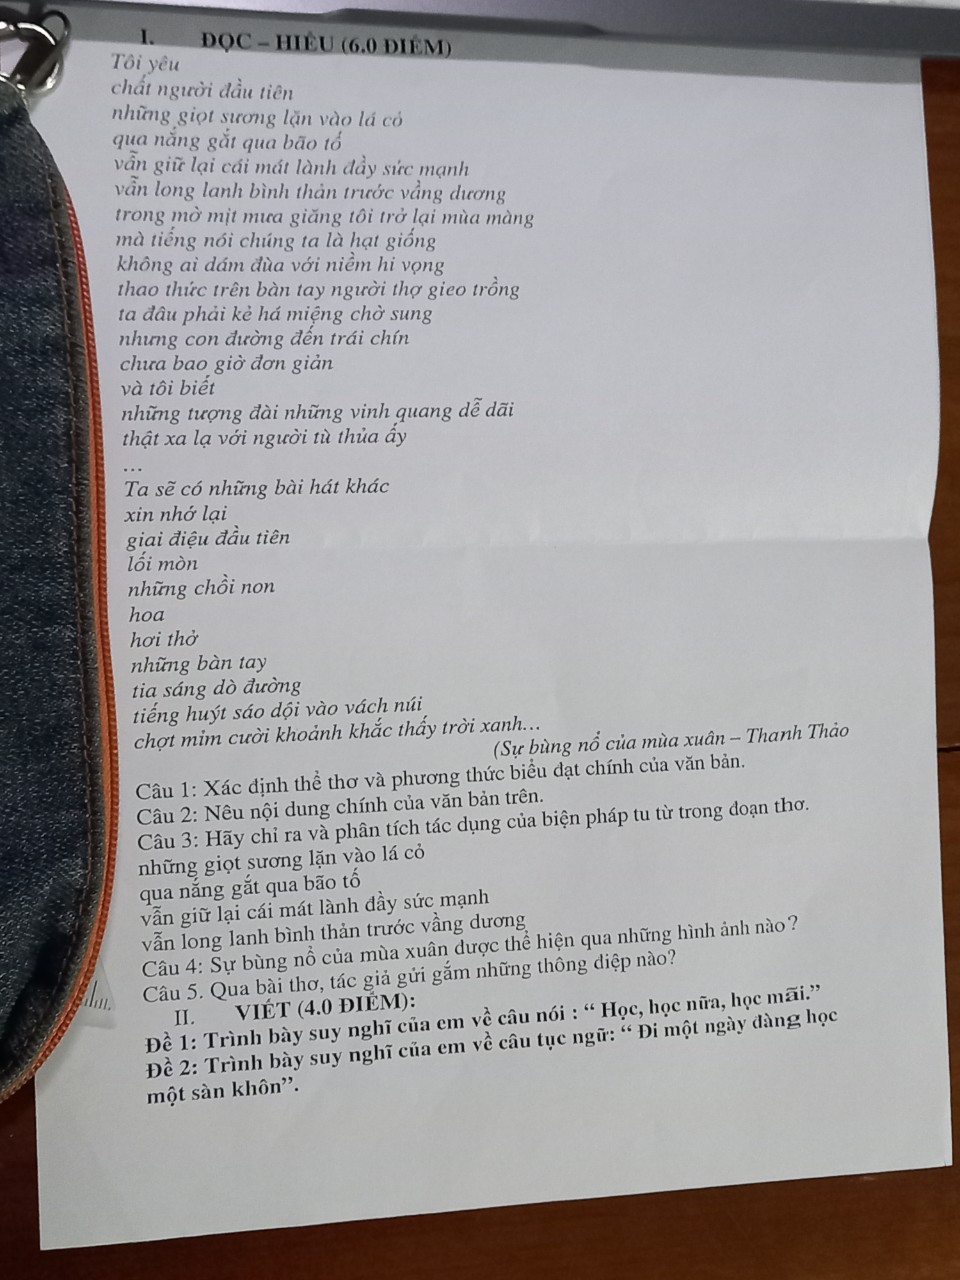 I. ĐỌC – HIỂU (6.0 ĐIỂM)
Tôi yêu
chất người đầu tiên
những giọt sương lặn vào lá cỏ
qua nắng gắt qua bão tố
vẫn giữ lại cái mát lành đầy sức mạnh
vẫn long lanh bình thản trước vầng dương
trong mờ mịt mưa giăng tôi trở lại mùa màng
mà tiếng nói chúng ta là hạt giống
không ai dám đùa với niềm hi vọng
thao thức trên bàn tay người thợ gieo trồng
ta đâu phải kẻ há miệng chờ sung
nhưng con đường đến trái chín
chưa bao giờ đơn giản
và tôi biết
những tượng đài những vinh quang dễ dãi
thật xa lạ với người tù thủa ấy
...
Ta sẽ có những bài hát khác
xin nhớ lại
giai điệu đầu tiên
lối mòn
những chồi non
hoa
hơi thở
những bàn tay
tia sáng dò đường
tiếng huýt sáo dội vào vách núi
chợt mỉm cười khoảnh khắc thấy trời xanh...
(Sự bùng nổ của mùa xuân – Thanh Thảo
Câu 1: Xác định thể thơ và phương thức biểu đạt chính của văn bản.
Câu 2: Nêu nội dung chính của văn bản trên.
Câu 3: Hãy chỉ ra và phân tích tác dụng của biện pháp tu từ trong đoạn thơ.
những giọt sương lặn vào lá cỏ
qua nắng gắt qua bão tố
vẫn giữ lại cái mát lành đầy sức mạnh
vẫn long lanh bình thản trước vầng dương
Câu 4: Sự bùng nổ của mùa xuân được thể hiện qua những hình ảnh nào?
Câu 5. Qua bài thơ, tác giả gửi gắm những thông điệp nào?
II. VIẾT (4.0 ĐIỂM):
Đề 1: Trình bày suy nghĩ của em về câu nói : “ Học, học nữa, học mãi.”
Đề 2: Trình bày suy nghĩ của em về câu tục ngữ: “ Đi một ngày đàng học
một sàn khôn”.